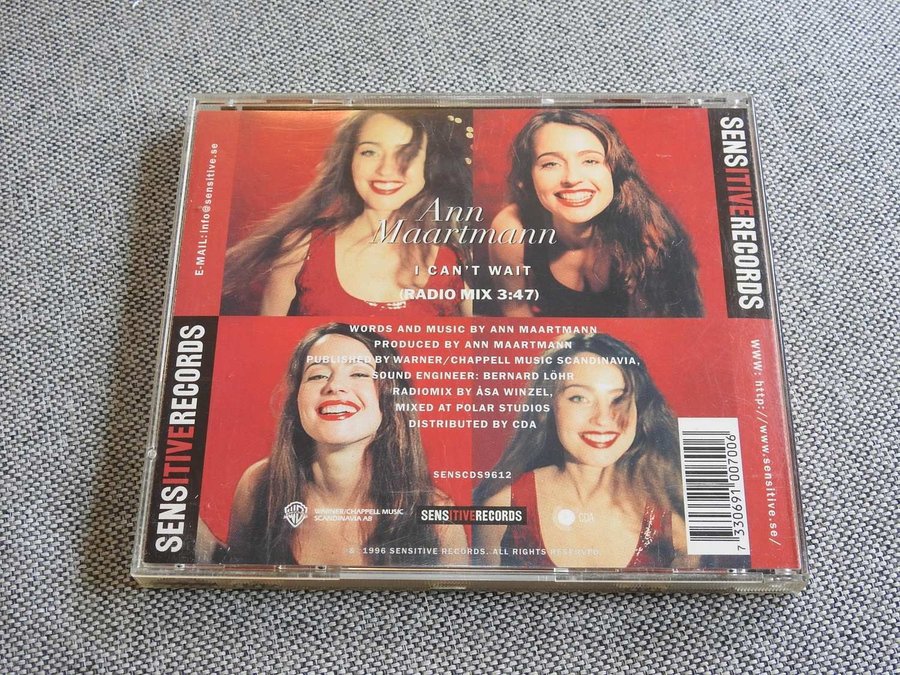 E-MAIL: info@sensitive.se
SENSITIVERECORDS
Ann
Maartmann
I CAN'T WAIT
(RADIO MIX 3:47)
WORDS AND MUSIC BY ANN MAARTMANN
PRODUCED BY ANN MAARTMANN
PUBLISHED BY WARNER/CHAPPELL MUSIC SCANDINAVIA,
SOUND ENGINEER: BERNARD LÖHR
RADIOMIX BY ÅSA WINZEL,
MIXED AT POLAR STUDIOS
DISTRIBUTED BY CDA
SENSCDS9612
WARNER/CHAPPELL MUSIC
SCANDINAVIA AB
SENSITIVERECORDS
CDA
1996 SENSITIVE RECORDS. ALL RIGHTS RESERVED.
SENSITIVERECORDS
WWW: http://www.sensitive.se/
7 330691 007006